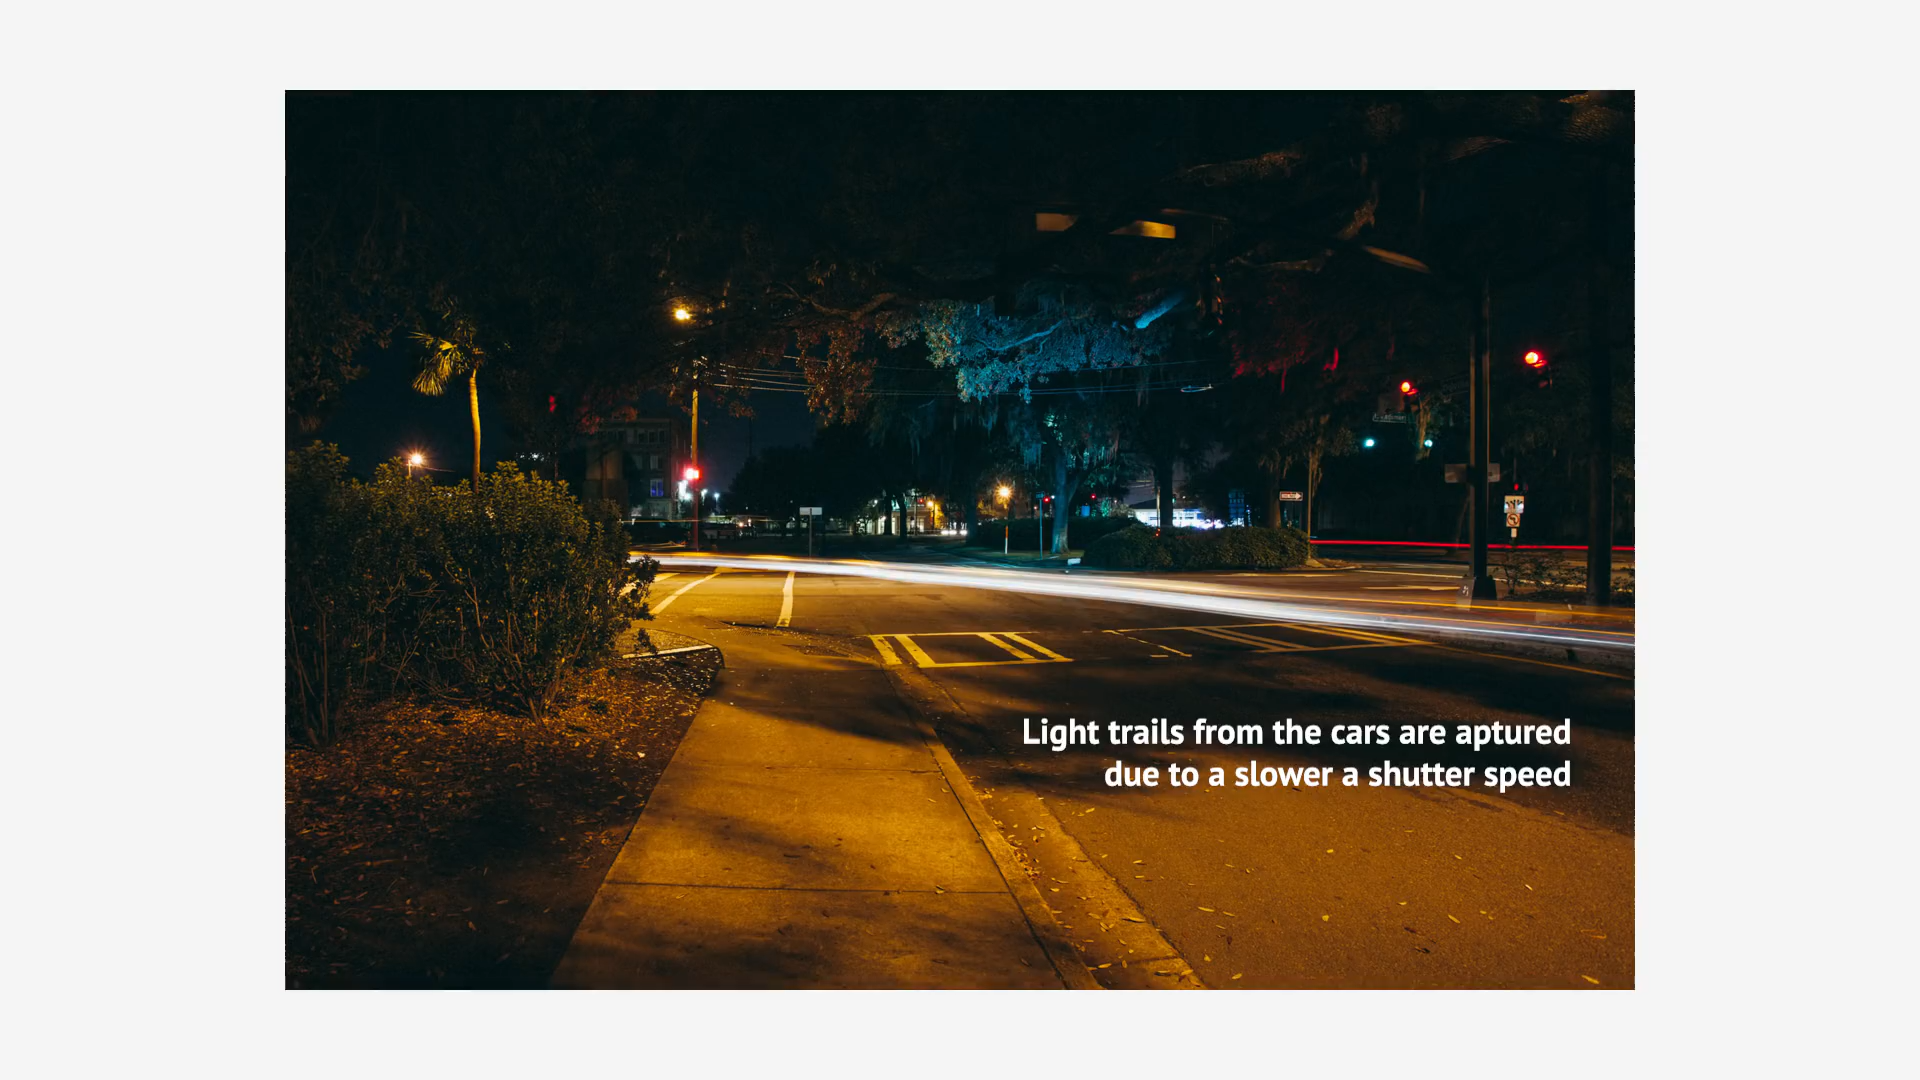 Light trails from the cars are aptured
due to a slower a shutter speed